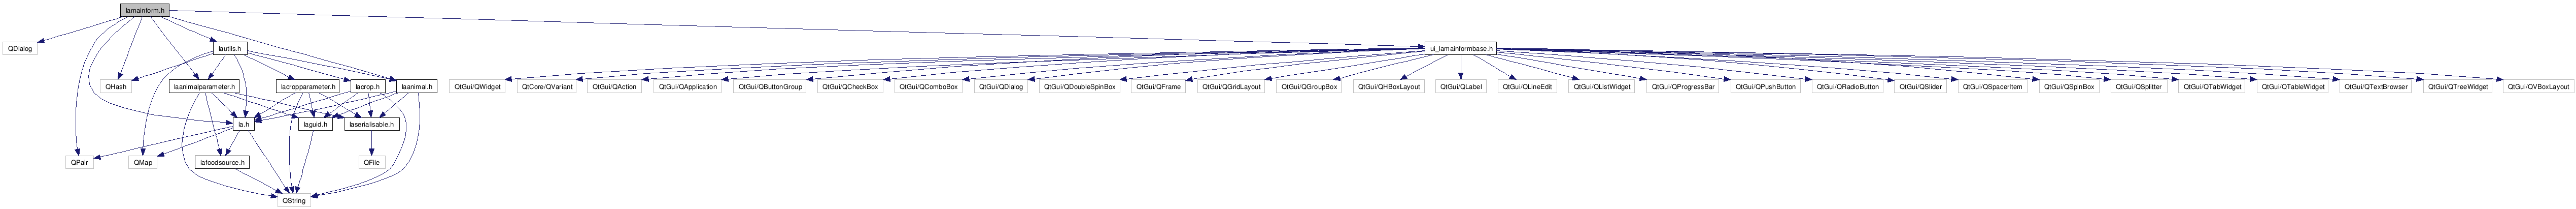 lamainform.h
QDialog
lautils.h
ui_lamainformbase.h
QHash
laanimalparameter.h
lacropparameter.h
lacrop.h
laanimal.h
QtGui/QWidget
QtCore/QVariant
QtGui/QAction
QtGui/QApplication
QtGui/QButtonGroup
QtGui/QCheckBox
QtGui/QComboBox
QtGui/QDialog
QtGui/QDoubleSpinBox
QtGui/QFrame
QtGui/QGridLayout
QtGui/QGroupBox
QtGui/QHBoxLayout
QtGui/QLabel
QtGui/QLineEdit
QtGui/QListWidget
QtGui/QProgressBar
QtGui/QPushButton
QtGui/QRadioButton
QtGui/QSlider
QtGui/QSpacerItem
QtGui/QSpinBox
QtGui/QSplitter
QtGui/QTabWidget
QtGui/QTableWidget
QtGui/QTextBrowser
QtGui/QTreeWidget
QtGui/QVBoxLayout
la.h
laguid.h
laserialisable.h
QPair
QMap
lafoodsource.h
QFile
QString